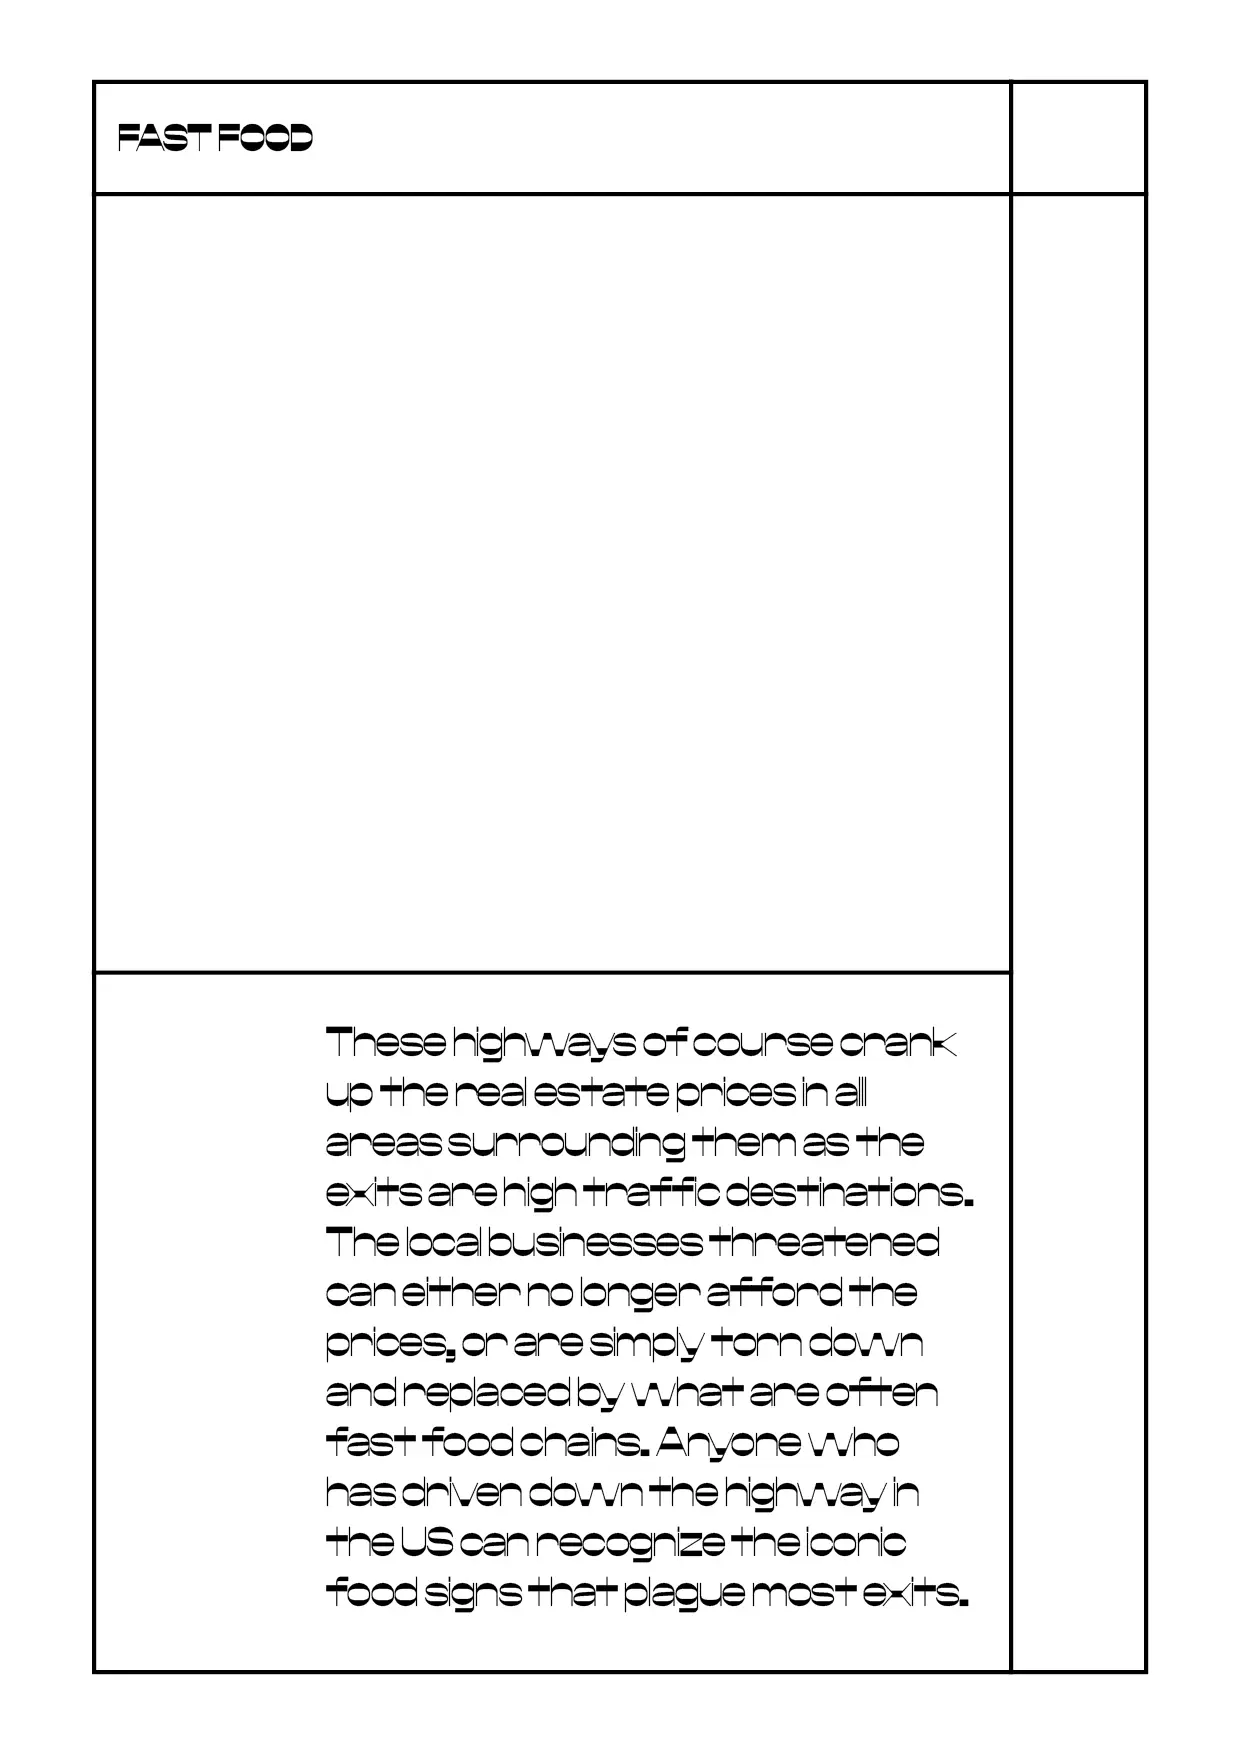 FAST FOOD
These highways of course crank
up the real estate prices in all
areas surrounding them as the
exits are high traffic destinations.
The local businesses threatened
can either no longer afford the
prices, or are simply torn down
and replaced by what are often
fast food chains. Anyone who
has driven down the highway in
the US can recognize the iconic
food signs that plague most exits.